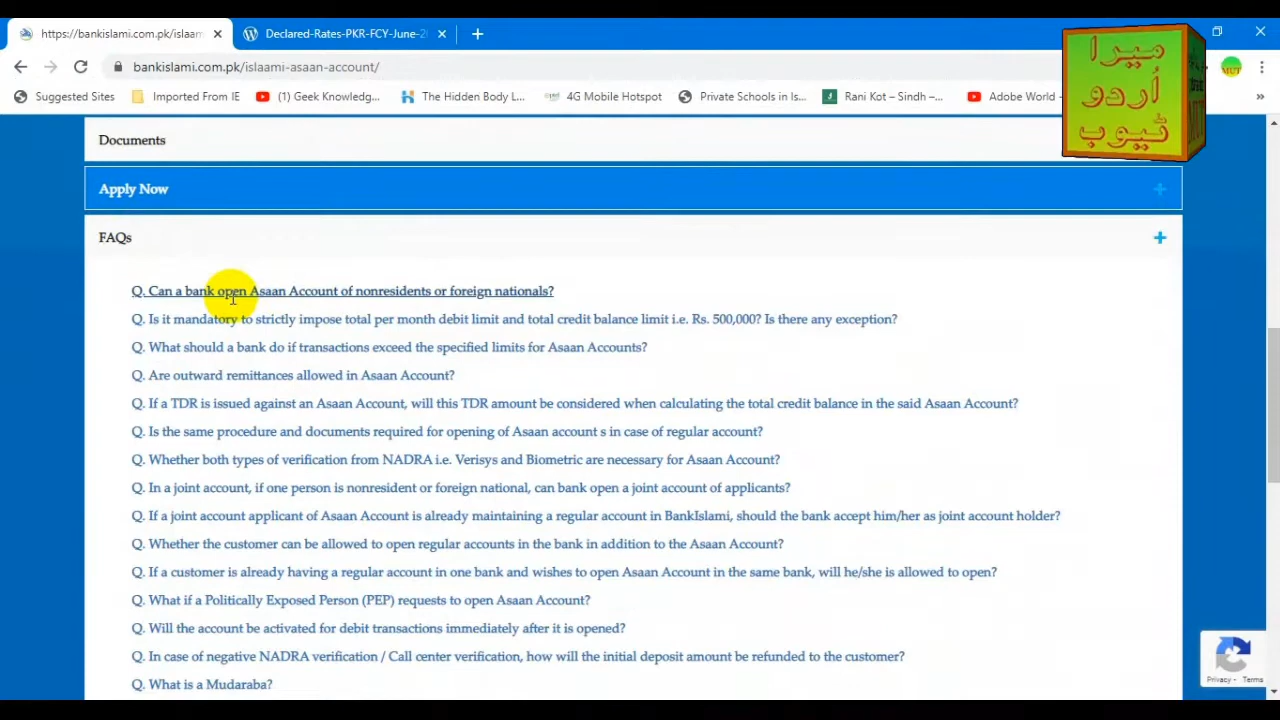 https://bankislami.com.pk/islaam
Declared-Rates-PKR-FCY-June-2
bankislami.com.pk/islaami-asaan-account/
Suggested Sites
Imported From IE
(1) Geek Knowledg...
The Hidden Body L...
4G Mobile Hotspot
Private Schools in Is...
Rani Kot – Sindh –...
Adobe World -
MUT
میرا
اُردو
ٹیوب
Documents
Apply Now
FAQs
Q. Can a bank open Asaan Account of nonresidents or foreign nationals?
Q. Is it mandatory to strictly impose total per month debit limit and total credit balance limit i.e. Rs. 500,000? Is there any exception?
Q. What should a bank do if transactions exceed the specified limits for Asaan Accounts?
Q. Are outward remittances allowed in Asaan Account?
Q. If a TDR is issued against an Asaan Account, will this TDR amount be considered when calculating the total credit balance in the said Asaan Account?
Q. Is the same procedure and documents required for opening of Asaan account s in case of regular account?
Q. Whether both types of verification from NADRA i.e. Verisys and Biometric are necessary for Asaan Account?
Q. In a joint account, if one person is nonresident or foreign national, can bank open a joint account of applicants?
Q. If a joint account applicant of Asaan Account is already maintaining a regular account in BankIslami, should the bank accept him/her as joint account holder?
Q. Whether the customer can be allowed to open regular accounts in the bank in addition to the Asaan Account?
Q. If a customer is already having a regular account in one bank and wishes to open Asaan Account in the same bank, will he/she is allowed to open?
Q. What if a Politically Exposed Person (PEP) requests to open Asaan Account?
Q. Will the account be activated for debit transactions immediately after it is opened?
Q. In case of negative NADRA verification / Call center verification, how will the initial deposit amount be refunded to the customer?
Q. What is a Mudaraba?
Privacy - Terms